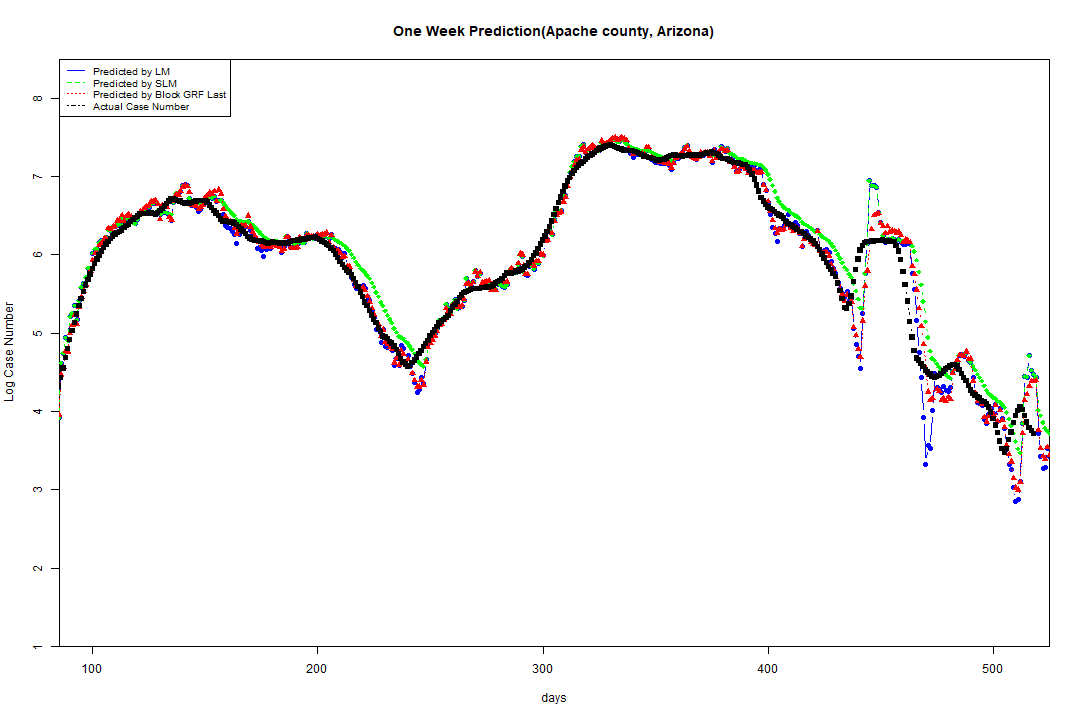 One Week Prediction(Apache county, Arizona)
Predicted by LM
Predicted by SLM
Predicted by Block GRF Last
Actual Case Number
8
7
6
5
4
3
2
1
Log Case Number
100 200 300 400 500
days